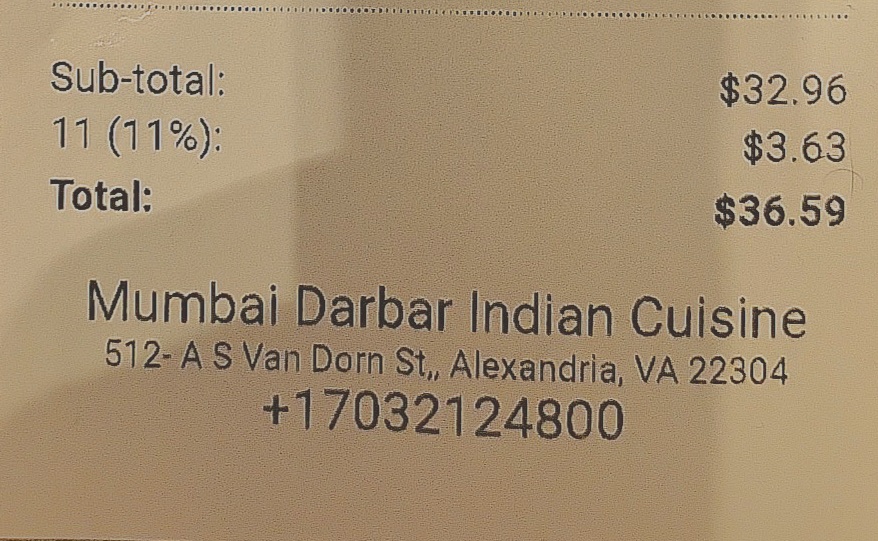 Sub-total: $32.96
11 (11%): $3.63
Total: $36.59
Mumbai Darbar Indian Cuisine
512- A S Van Dorn St,, Alexandria, VA 22304
+17032124800